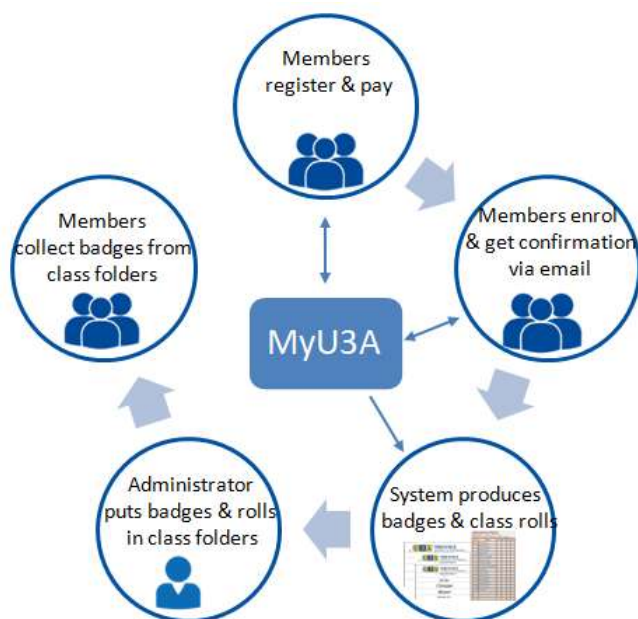 Members
register & pay
Members enrol
& get confirmation
via email
System produces
badges & class rolls
Administrator
puts badges & rolls
in class folders
Members
collect badges from
class folders
MyU3A